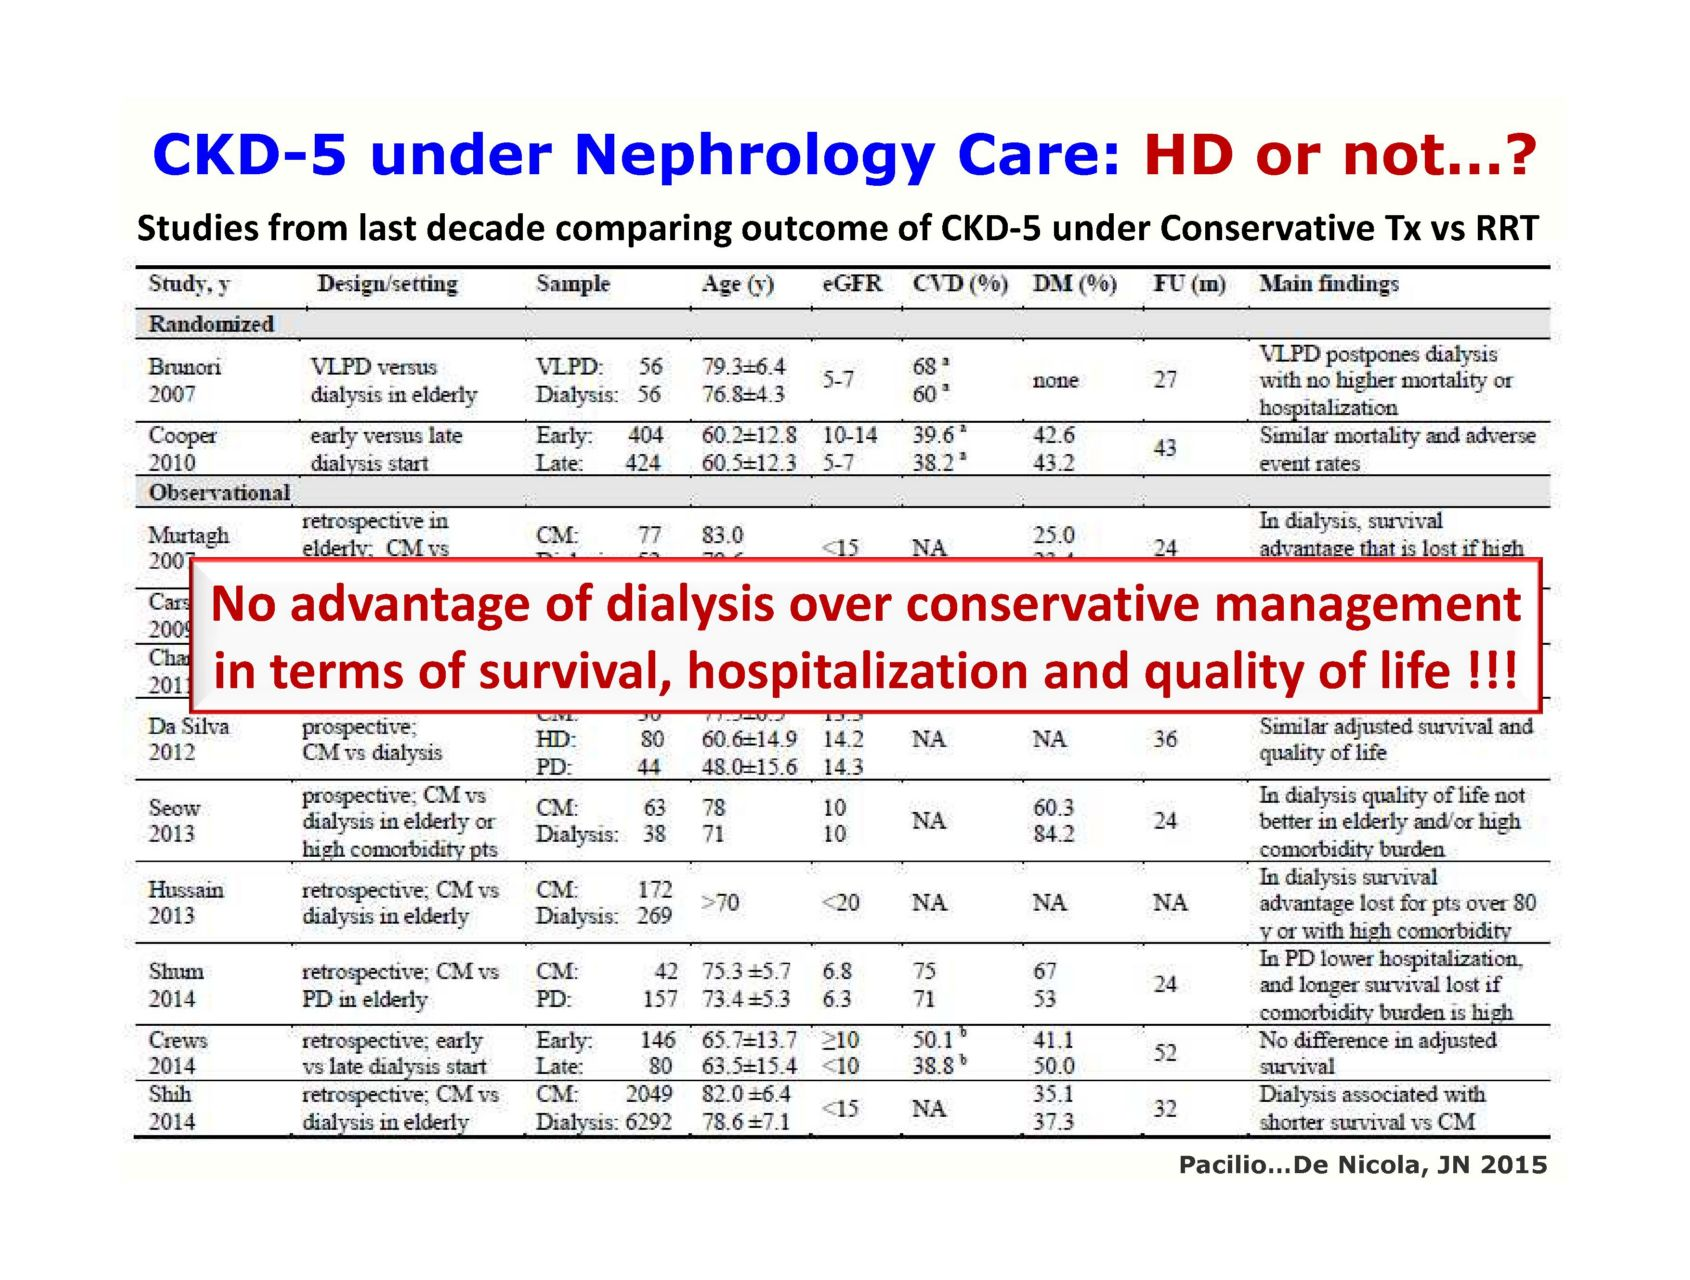 CKD-5 under Nephrology Care: HD or not...?
Studies from last decade comparing outcome of CKD-5 under Conservative Tx vs RRT
Study, y Design/setting Sample Age (y) eGFR CVD (%) DM (%) FU (m) Main findings
Randomized
Brunori 2007 VLPD versus dialysis in elderly VLPD: 56 Dialysis: 56 79.3±6.4 76.8±4.3 5-7 68 a 60 a none 27 VLPD postpones dialysis with no higher mortality or hospitalization
Cooper 2010 early versus late dialysis start Early: 404 Late: 424 60.2±12.8 60.5±12.3 10-14 5-7 39.6 a 38.2 a 42.6 43.2 43 Similar mortality and adverse event rates
Observational
Murtagh retrospective in elderly; CM vs CM: 77 83.0 <15 NA 25.0 24 In dialysis, survival advantage that is lost if high
No advantage of dialysis over conservative management
in terms of survival, hospitalization and quality of life !!!
Da Silva 2012 prospective; CM vs dialysis HD: 80 PD: 44 60.6±14.9 48.0±15.6 14.2 14.3 NA NA 36 Similar adjusted survival and quality of life
Seow 2013 prospective; CM vs dialysis in elderly or high comorbidity pts CM: 63 Dialysis: 38 78 71 10 10 NA 60.3 84.2 24 In dialysis quality of life not better in elderly and/or high comorbidity burden
Hussain 2013 retrospective; CM vs dialysis in elderly CM: 172 Dialysis: 269 >70 <20 NA NA NA In dialysis survival advantage lost for pts over 80 y or with high comorbidity
Shum 2014 retrospective; CM vs PD in elderly CM: 42 PD: 157 75.3 ±5.7 73.4 ±5.3 6.8 6.3 75 71 67 53 24 In PD lower hospitalization, and longer survival lost if comorbidity burden is high
Crews 2014 retrospective; early vs late dialysis start Early: 146 Late: 80 65.7±13.7 63.5±15.4 ≥10 <10 50.1 b 38.8 b 41.1 50.0 52 No difference in adjusted survival
Shih 2014 retrospective; CM vs dialysis in elderly CM: 2049 Dialysis: 6292 82.0 ±6.4 78.6 ±7.1 <15 NA 35.1 37.3 32 Dialysis associated with shorter survival vs CM
Pacilio...De Nicola, JN 2015